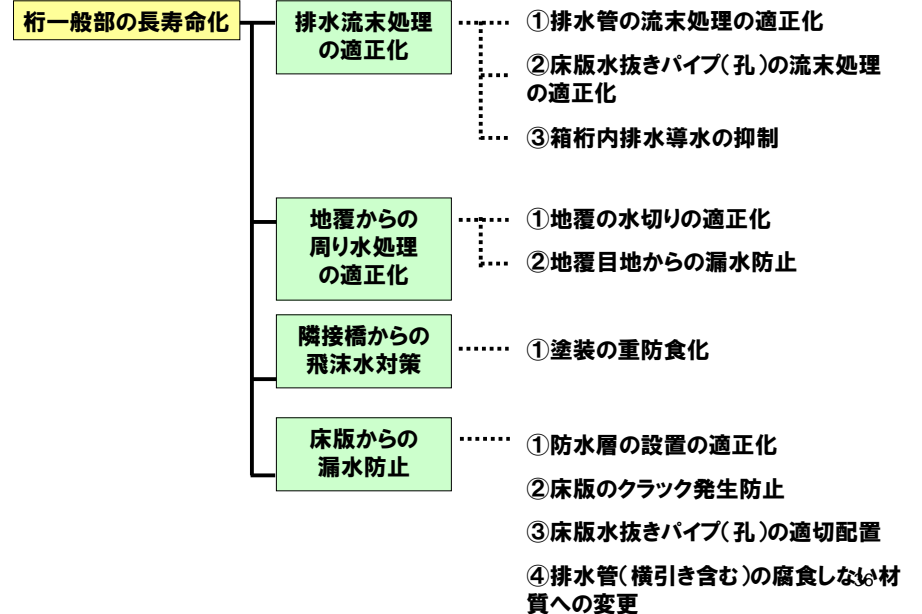 桁一般部の長寿命化
排水流末処理
の適正化
①排水管の流末処理の適正化
②床版水抜きパイプ（孔）の流末処理
の適正化
③箱桁内排水導水の抑制
地覆からの
周り水処理
の適正化
①地覆の水切りの適正化
②地覆目地からの漏水防止
隣接橋からの
飛沫水対策
①塗装の重防食化
床版からの
漏水防止
①防水層の設置の適正化
②床版のクラック発生防止
③床版水抜きパイプ（孔）の適切配置
④排水管（横引き含む）の腐食しない材
質への変更
36